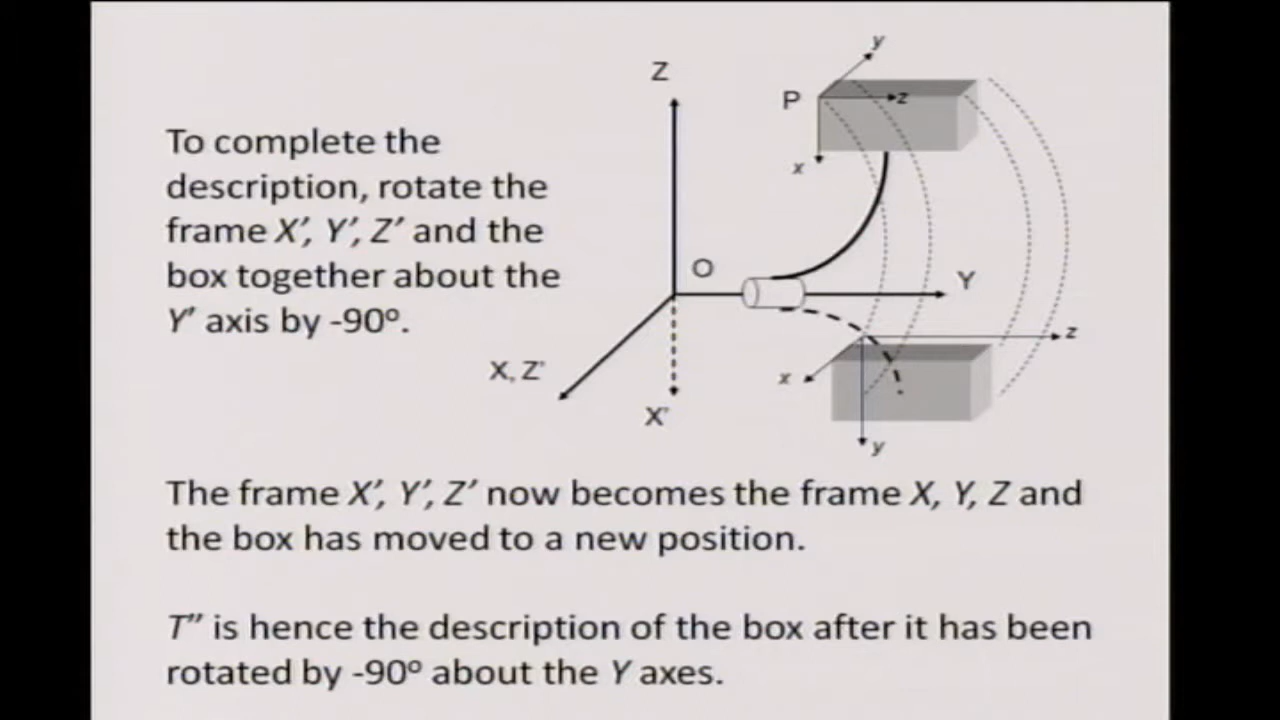 To complete the
description, rotate the
frame X′, Y′, Z′ and the
box together about the
Y′ axis by -90º.
Z
y
P
z
x
O
Y
X, Z'
X'
z
x
y
The frame X′, Y′, Z′ now becomes the frame X, Y, Z and
the box has moved to a new position.
T″ is hence the description of the box after it has been
rotated by -90º about the Y axes.